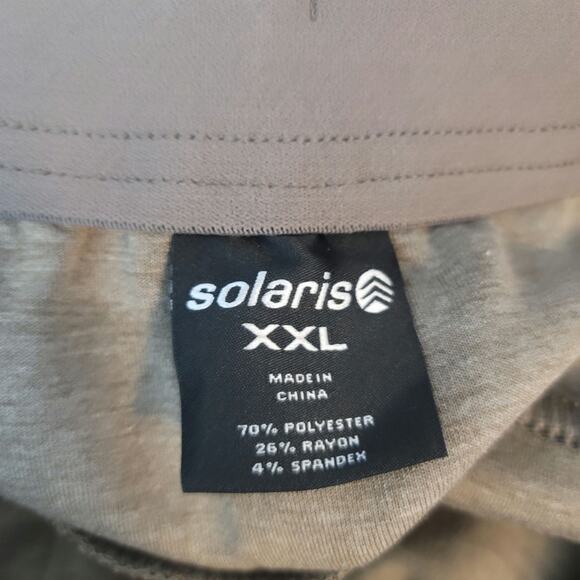 solaris
XXL
MADE IN
CHINA
70% POLYESTER
26% RAYON
4% SPANDEX